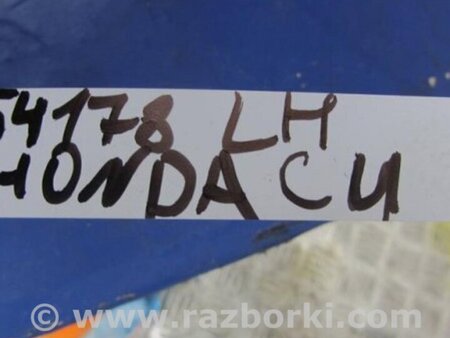 54178 LH
HONDA CU
© www.razborki.com